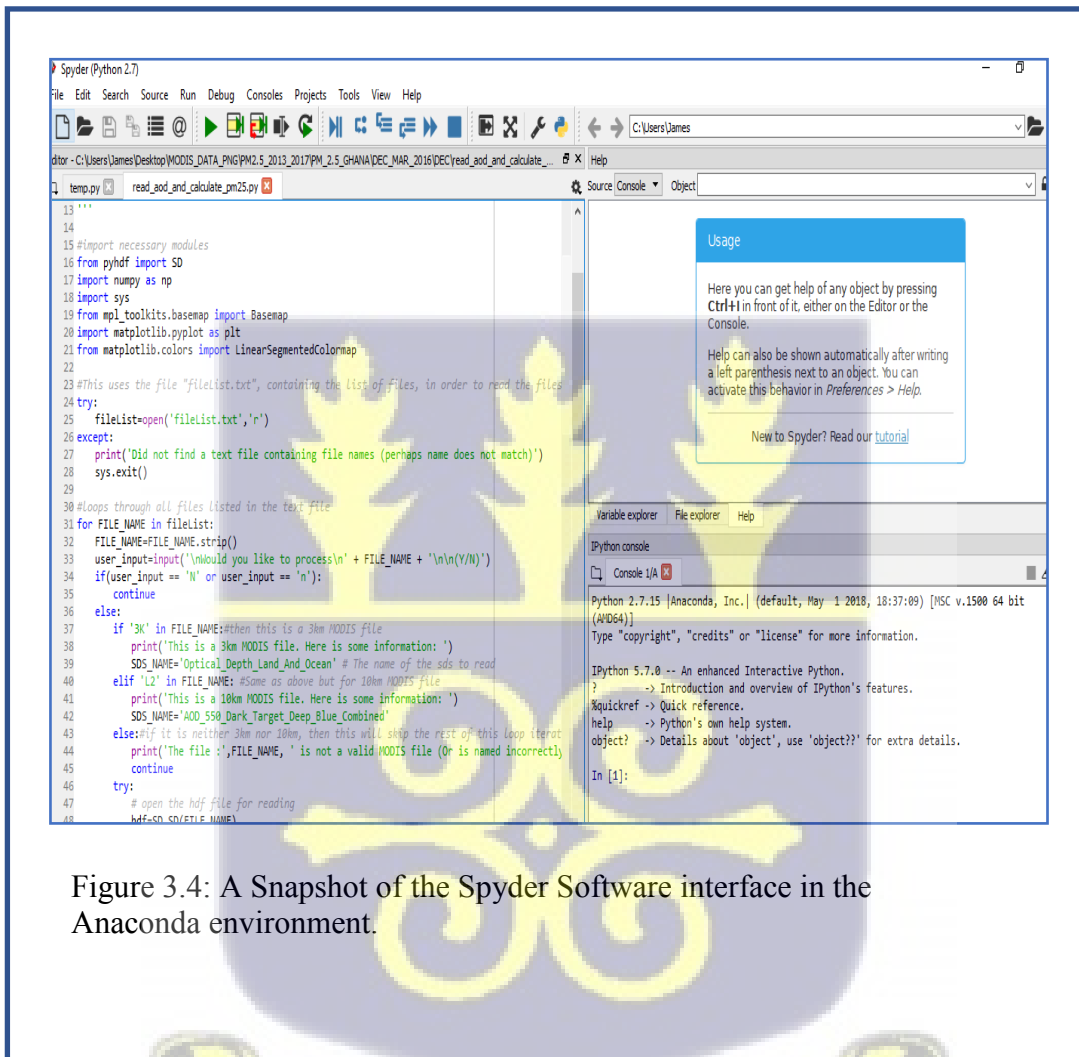 Spyder (Python 2.7)
File Edit Search Source Run Debug Consoles Projects Tools View Help
C:\Users\James
ditor - C:\Users\James\Desktop\MODIS_DATA_PNG\PM2.5_2013_2017\PM_2.5_GHANA\DEC_MAR_2016\DEC\read_aod_and_calculate_...
temp.py read_aod_and_calculate_pm25.py
13 '''
14
15 #import necessary modules
16 from pyhdf import SD
17 import numpy as np
18 import sys
19 from mpl_toolkits.basemap import Basemap
20 import matplotlib.pyplot as plt
21 from matplotlib.colors import LinearSegmentedColormap
22
23 #This uses the file "fileList.txt", containing the list of files, in order to read the files
24 try:
25 fileList=open('fileList.txt','r')
26 except:
27 print('Did not find a text file containing file names (perhaps name does not match)')
28 sys.exit()
29
30 #loops through all files listed in the text file
31 for FILE_NAME in fileList:
32 FILE_NAME=FILE_NAME.strip()
33 user_input=input('\nWould you like to process\n' + FILE_NAME + '\n\n(Y/N)')
34 if(user_input == 'N' or user_input == 'n'):
35 continue
36 else:
37 if '3K' in FILE_NAME:#then this is a 3km MODIS file
38 print('This is a 3km MODIS file. Here is some information: ')
39 SDS_NAME='Optical_Depth_Land_And_Ocean' # The name of the sds to read
40 elif 'L2' in FILE_NAME: #Same as above but for 10km MODIS file
41 print('This is a 10km MODIS file. Here is some information: ')
42 SDS_NAME='AOD_550_Dark_Target_Deep_Blue_Combined'
43 else:#if it is neither 3km nor 10km, then this will skip the rest of this loop iterat
44 print('The file :',FILE_NAME, ' is not a valid MODIS file (Or is named incorrectly
45 continue
46 try:
47 # open the hdf file for reading
48 hdf=SD.SD(FILE_NAME)
Help
Source Console Object
Usage
Here you can get help of any object by pressing
Ctrl+I in front of it, either on the Editor or the
Console.
Help can also be shown automatically after writing
a left parenthesis next to an object. You can
activate this behavior in Preferences > Help.
New to Spyder? Read our tutorial
Variable explorer File explorer Help
IPython console
Console 1/A
Python 2.7.15 |Anaconda, Inc.| (default, May 1 2018, 18:37:09) [MSC v.1500 64 bit
(AMD64)]
Type "copyright", "credits" or "license" for more information.
IPython 5.7.0 -- An enhanced Interactive Python.
? -> Introduction and overview of IPython's features.
%quickref -> Quick reference.
help -> Python's own help system.
object? -> Details about 'object', use 'object??' for extra details.
In [1]:
Figure 3.4: A Snapshot of the Spyder Software interface in the
Anaconda environment.